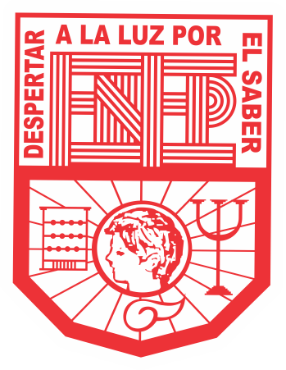 DESPERTAR
A LA LUZ POR
EL SABER
ENP